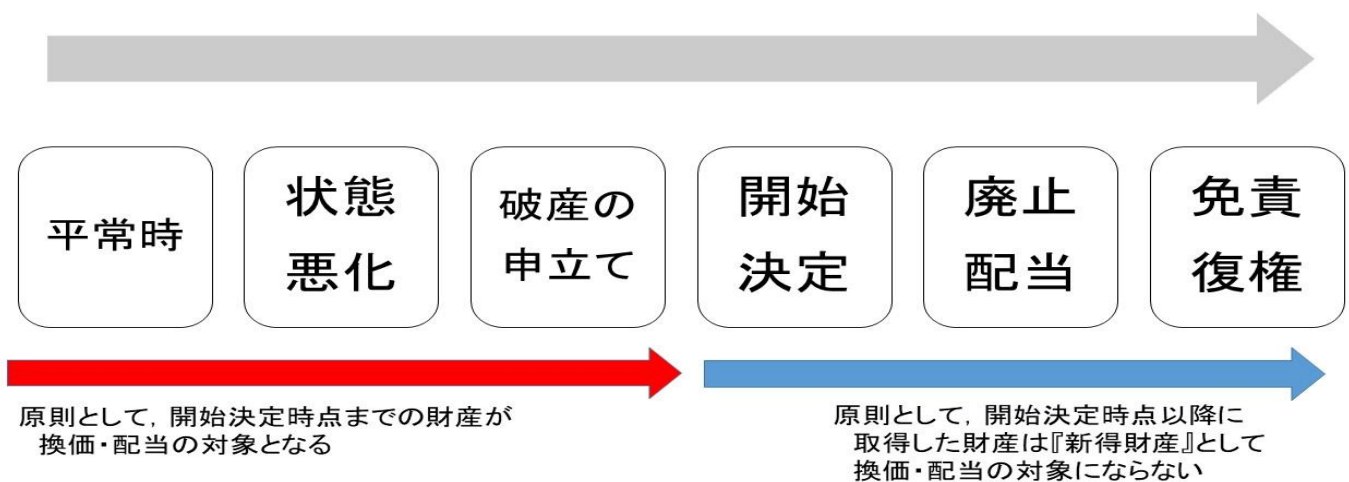 平常時
状態
悪化
破産の
申立て
開始
決定
廃止
配当
免責
復権
原則として，開始決定時点までの財産が
換価・配当の対象となる
原則として，開始決定時点以降に
取得した財産は『新得財産』として
換価・配当の対象にならない